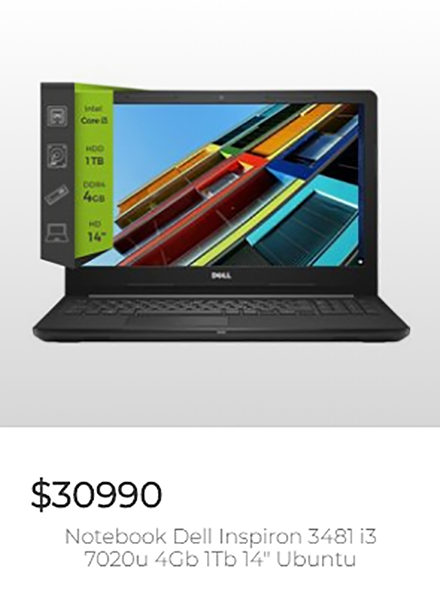 Intel
Core i3
HDD
1TB
DDR4
4GB
HD
14"
DELL
$30990
Notebook Dell Inspiron 3481 i3
7020u 4Gb 1Tb 14" Ubuntu